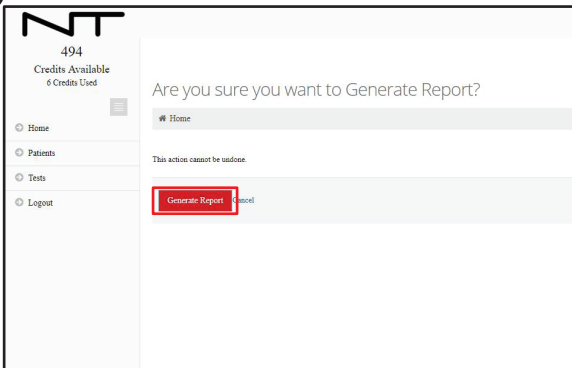 NT
494
Credits Available
6 Credits Used
Home
Patients
Tests
Logout
Are you sure you want to Generate Report?
Home
This action cannot be undone.
Generate Report Cancel